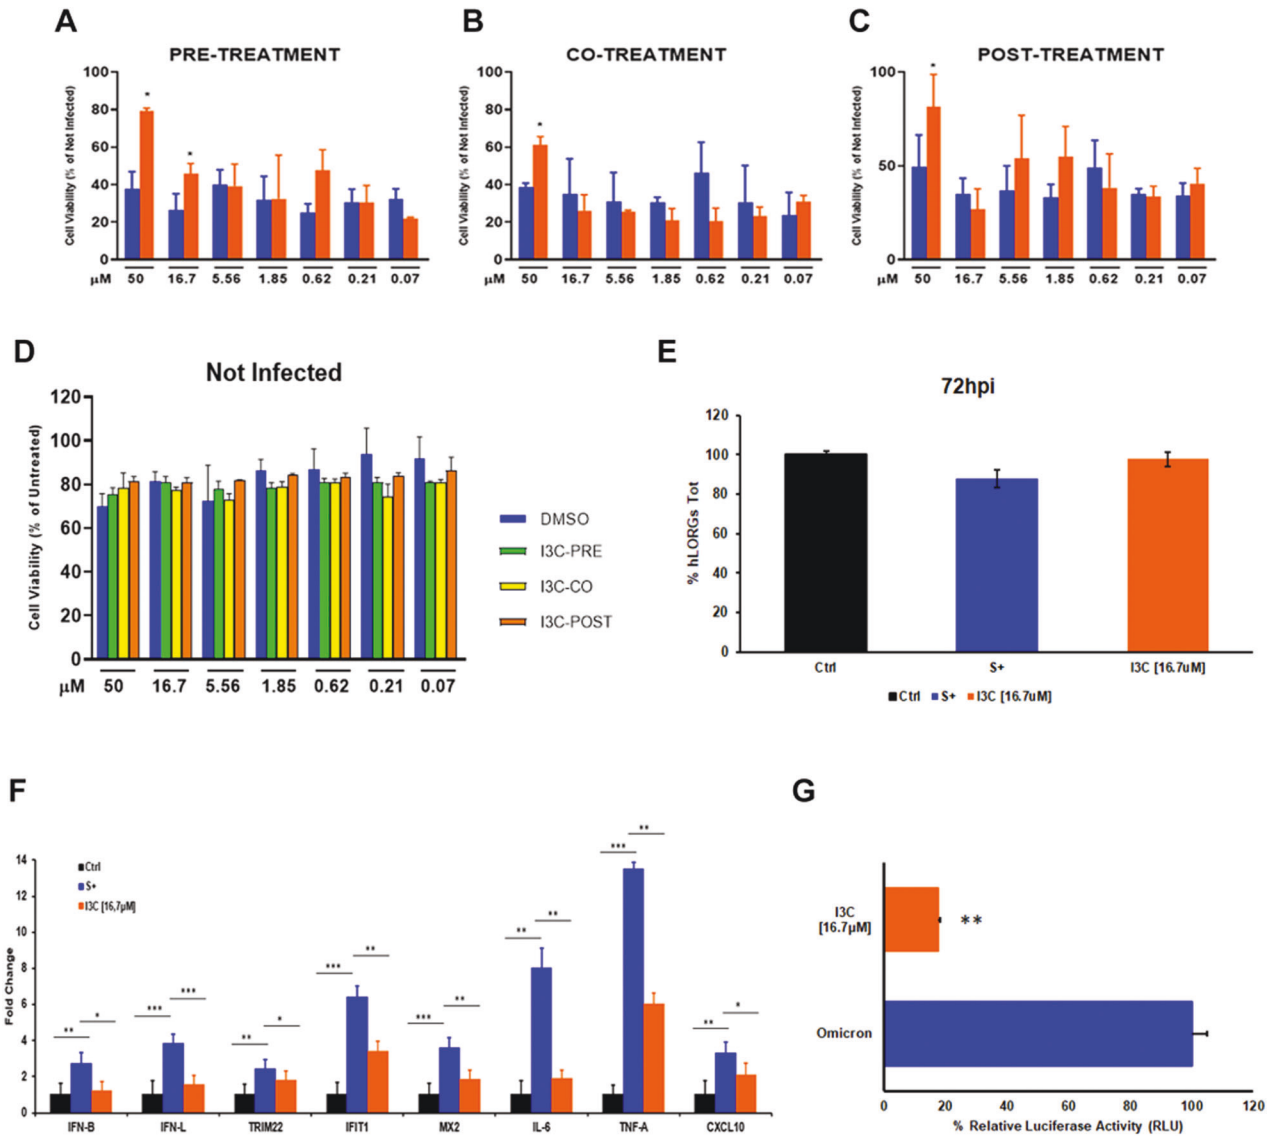 A
PRE-TREATMENT
Cell Viability (% of Not Infected)
100
80
60
40
20
0
*
*
μM 50 16.7 5.56 1.85 0.62 0.21 0.07
B
CO-TREATMENT
Cell Viability (% of Not Infected)
100
80
60
40
20
0
*
μM 50 16.7 5.56 1.85 0.62 0.21 0.07
C
POST-TREATMENT
Cell Viability (% of Not Infected)
100
50
0
*
μM 50 16.7 5.56 1.85 0.62 0.21 0.07
D
Not Infected
Cell Viability (% of Untreated)
120
100
80
60
40
20
0
μM 50 16.7 5.56 1.85 0.62 0.21 0.07
DMSO
I3C-PRE
I3C-CO
I3C-POST
E
72hpi
% hLORGs Tot
120
100
80
60
40
20
0
Ctrl S+ I3C [16.7uM]
Ctrl S+ I3C [16.7uM]
F
Fold Change
14
12
10
8
6
4
2
0
Ctrl
S+
I3C [16,7μM]
** *
*** ***
** *
*** **
*** **
** **
*** **
** *
IFN-B IFN-L TRIM22 IFIT1 MX2 IL-6 TNF-A CXCL10
G
I3C
[16.7μM]
**
Omicron
0 20 40 60 80 100 120
% Relative Luciferase Activity (RLU)